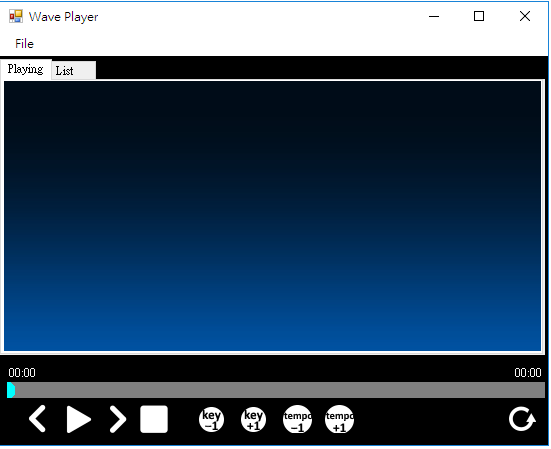 Wave Player
File
Playing List
00:00 00:00
key key tempo tempo
-1 +1 -1 +1